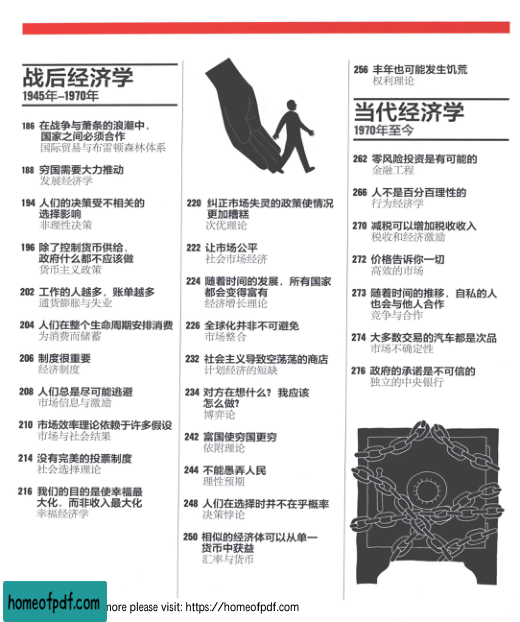 战后经济学
1945年–1970年
186 在战争与萧条的浪潮中，
国家之间必须合作
国际贸易与布雷顿森林体系
188 穷国需要大力推动
发展经济学
194 人们的决策受不相关的
选择影响
非理性决策
196 除了控制货币供给，
政府什么都不应该做
货币主义政策
202 工作的人越多，账单越多
通货膨胀与失业
204 人们在整个生命周期安排消费
为消费而储蓄
206 制度很重要
经济制度
208 人们总是尽可能逃避
市场信息与激励
210 市场效率理论依赖于许多假设
市场与社会结果
214 没有完美的投票制度
社会选择理论
216 我们的目的是使幸福最
大化，而非收入最大化
幸福经济学
220 纠正市场失灵的政策使情况
更加糟糕
次优理论
222 让市场公平
社会市场经济
224 随着时间的发展，所有国家
都会变得富有
经济增长理论
226 全球化并非不可避免
市场整合
232 社会主义导致空荡荡的商店
计划经济的短缺
234 对方在想什么？我应该
怎么做？
博弈论
242 富国使穷国更穷
依附理论
244 不能愚弄人民
理性预期
248 人们在选择时并不在乎概率
决策悖论
250 相似的经济体可以从单一
货币中获益
汇率与货币
256 丰年也可能发生饥荒
权利理论
当代经济学
1970年至今
262 零风险投资是有可能的
金融工程
266 人不是百分百理性的
行为经济学
270 减税可以增加税收收入
税收和经济激励
272 价格告诉你一切
高效的市场
273 随着时间的推移，自私的人
也会与他人合作
竞争与合作
274 大多数交易的汽车都是次品
市场不确定性
276 政府的承诺是不可信的
独立的中央银行
homeofpdf.com
more please visit: https://homeofpdf.com